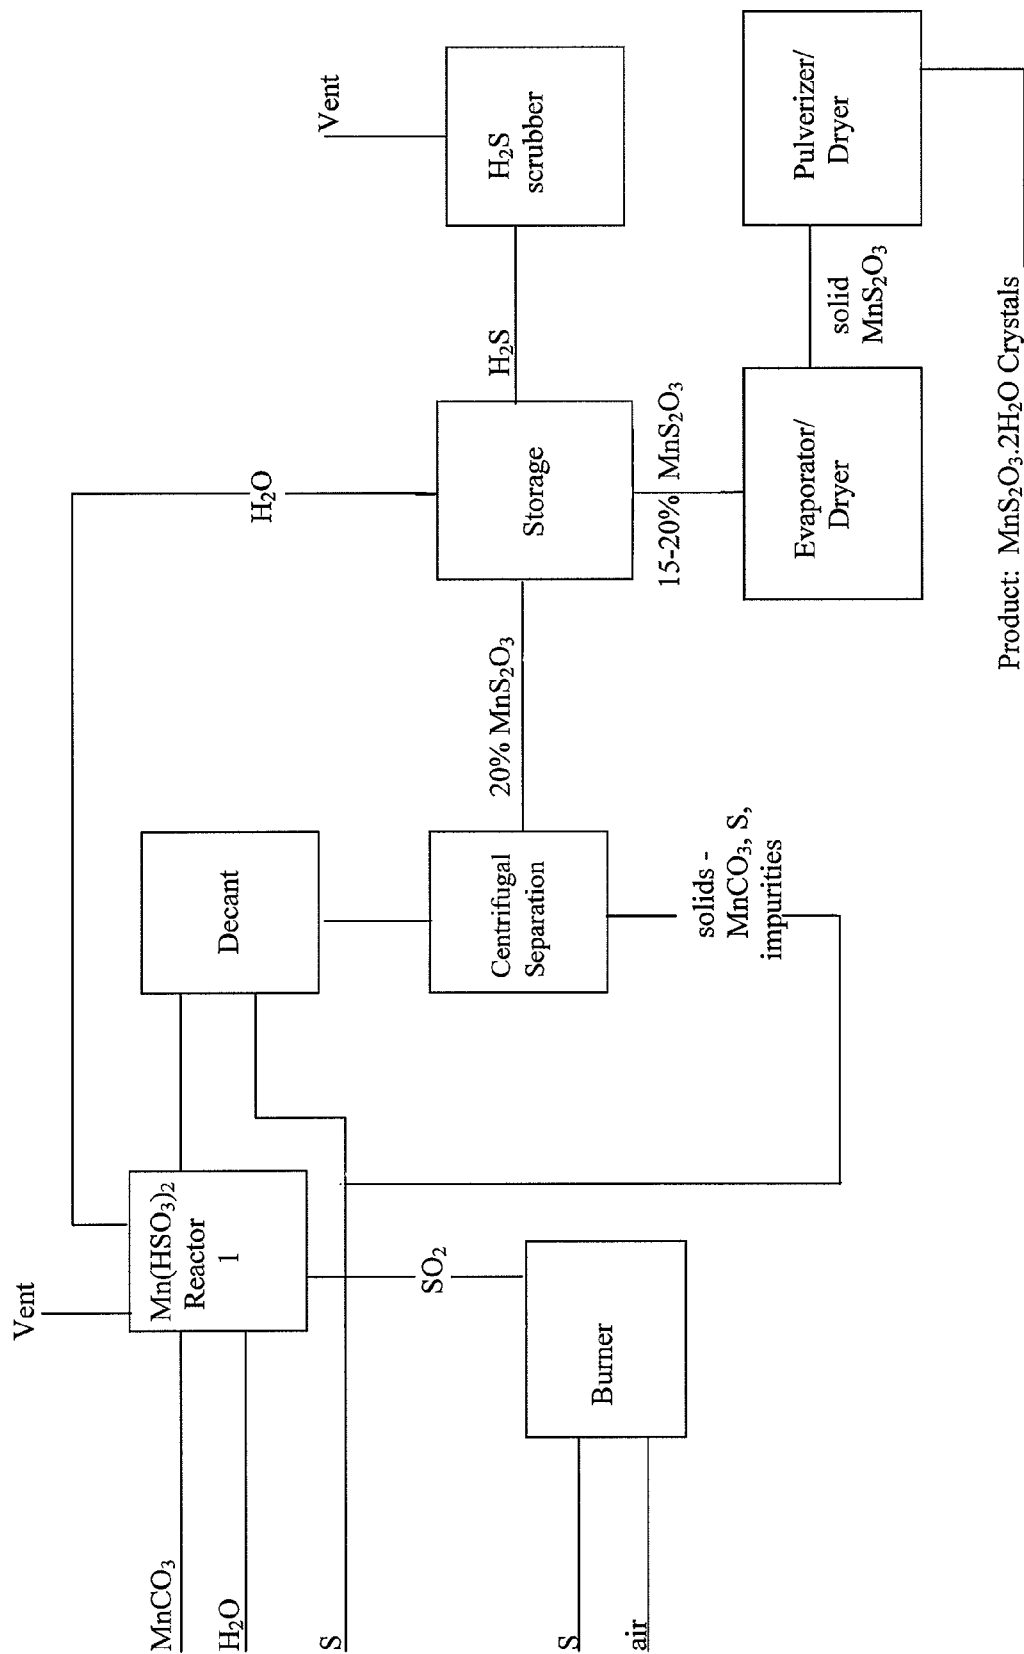 Vent
MnCO₃
H₂O
S
S
air
Mn(HSO₃)₂
Reactor
1
SO₂
Burner
Decant
Centrifugal
Separation
solids -
MnCO₃, S,
impurities
H₂O
20% MnS₂O₃
Storage
H₂S
15-20% MnS₂O₃
Vent
H₂S
scrubber
Evaporator/
Dryer
solid
MnS₂O₃
Pulverizer/
Dryer
Product: MnS₂O₃.2H₂O Crystals